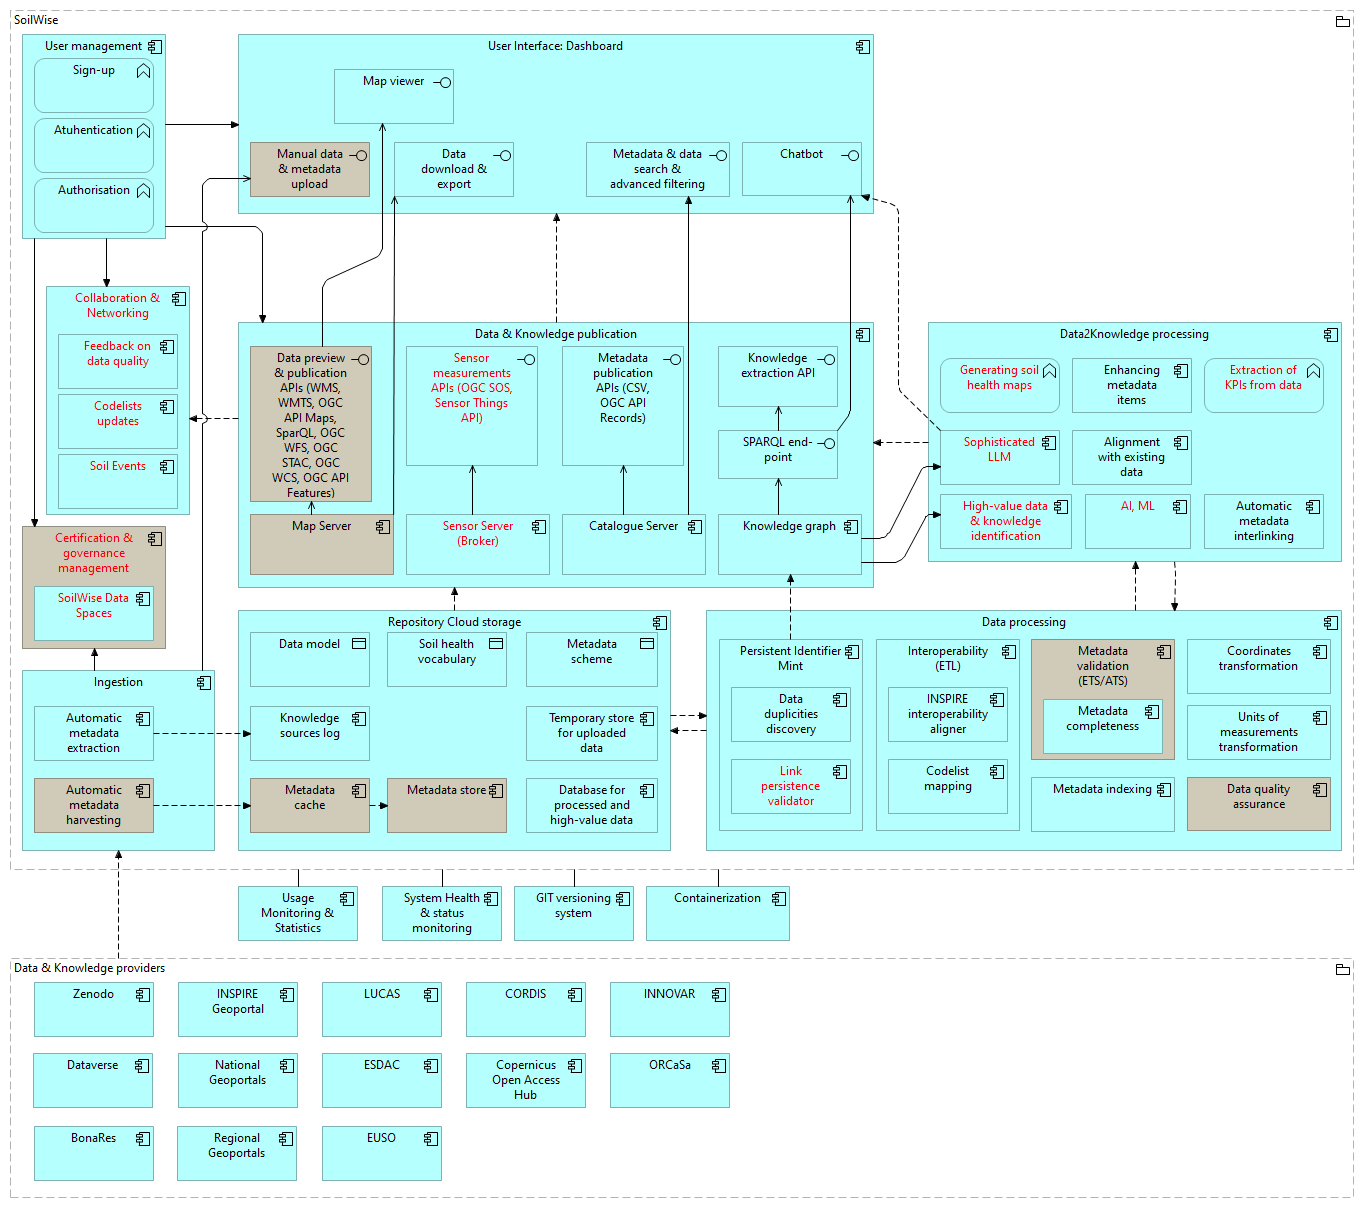 SoilWise
User management
Sign-up
Atuhentication
Authorisation
User Interface: Dashboard
Map viewer
Manual data
& metadata
upload
Data
download &
export
Metadata & data
search &
advanced filtering
Chatbot
Collaboration &
Networking
Feedback on
data quality
Codelists
updates
Soil Events
Data & Knowledge publication
Data preview
& publication
APIs (WMS,
WMTS, OGC
API Maps,
SparQL, OGC
WFS, OGC
STAC, OGC
WCS, OGC API
Features)
Sensor
measurements
APIs (OGC SOS,
Sensor Things
API)
Metadata
publication
APIs (CSV,
OGC API
Records)
Knowledge
extraction API
SPARQL end-
point
Map Server
Sensor Server
(Broker)
Catalogue Server
Knowledge graph
Data2Knowledge processing
Generating soil
health maps
Enhancing
metadata
items
Extraction of
KPIs from data
Sophisticated
LLM
Alignment
with existing
data
High-value data
& knowledge
identification
AI, ML
Automatic
metadata
interlinking
Certification &
governance
management
SoilWise Data
Spaces
Ingestion
Automatic
metadata
extraction
Automatic
metadata
harvesting
Repository Cloud storage
Data model
Soil health
vocabulary
Metadata
scheme
Knowledge
sources log
Temporary store
for uploaded
data
Metadata
cache
Metadata store
Database for
processed and
high-value data
Data processing
Persistent Identifier
Mint
Data
duplicities
discovery
Link
persistence
validator
Interoperability
(ETL)
INSPIRE
interoperability
aligner
Codelist
mapping
Metadata
validation
(ETS/ATS)
Metadata
completeness
Metadata indexing
Coordinates
transformation
Units of
measurements
transformation
Data quality
assurance
Usage
Monitoring &
Statistics
System Health
& status
monitoring
GIT versioning
system
Containerization
Data & Knowledge providers
Zenodo
INSPIRE
Geoportal
LUCAS
CORDIS
INNOVAR
Dataverse
National
Geoportals
ESDAC
Copernicus
Open Access
Hub
ORCaSa
BonaRes
Regional
Geoportals
EUSO